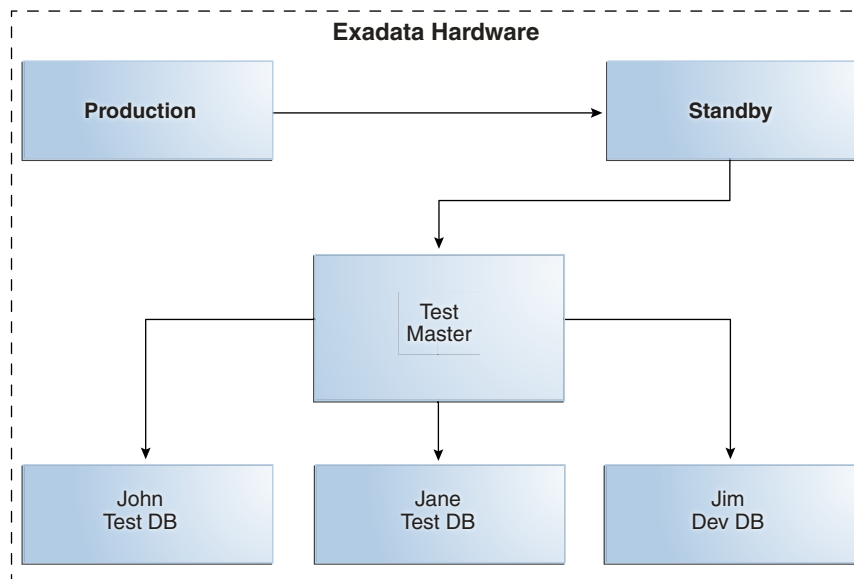 Exadata Hardware
Production
Standby
Test
Master
John
Test DB
Jane
Test DB
Jim
Dev DB